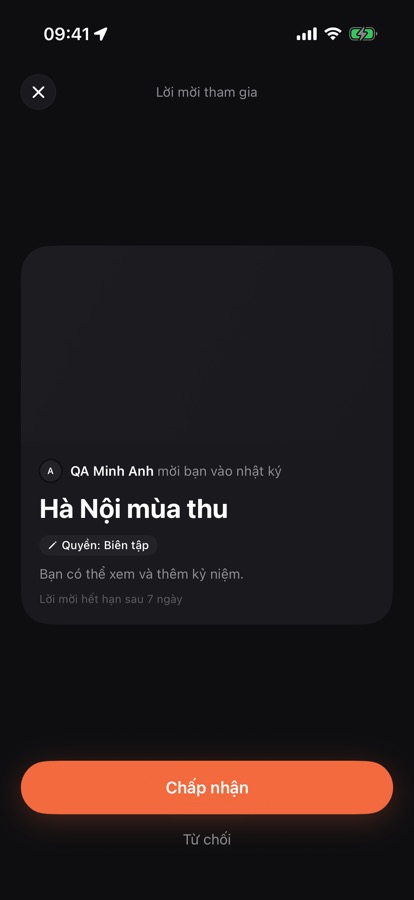 09:41
Lời mời tham gia
A QA Minh Anh mời bạn vào nhật ký
Hà Nội mùa thu
Quyền: Biên tập
Bạn có thể xem và thêm kỷ niệm.
Lời mời hết hạn sau 7 ngày
Chấp nhận
Từ chối